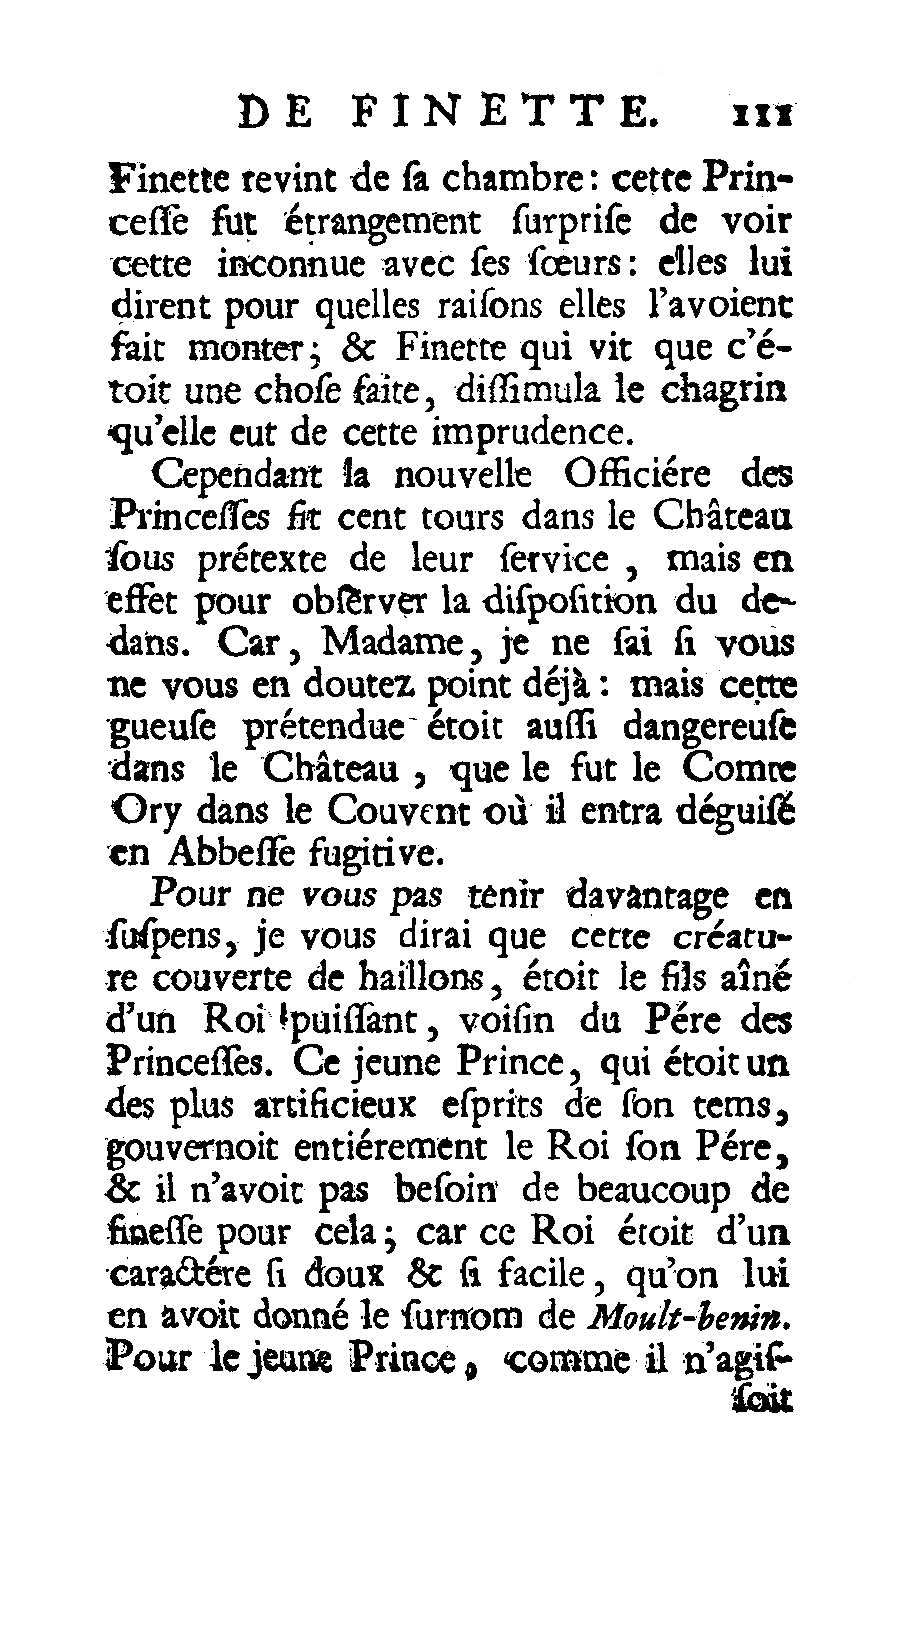 DE FINETTE. 111
Finette revint de ſa chambre: cette Prin-
ceſſe fut étrangement ſurpriſe de voir
cette inconnue avec ſes ſœurs: elles lui
dirent pour quelles raiſons elles l'avoient
fait monter; & Finette qui vit que c'é-
toit une choſe faite, diſſimula le chagrin
qu'elle eut de cette imprudence.
Cependant la nouvelle Officiére des
Princeſſes fit cent tours dans le Château
ſous prétexte de leur ſervice, mais en
effet pour obſerver la diſpoſition du de-
dans. Car, Madame, je ne ſai ſi vous
ne vous en doutez point déjà: mais cette
gueuſe prétendue étoit auſſi dangereuſe
dans le Château, que le fut le Comte
Ory dans le Couvent où il entra déguiſé
en Abbeſſe fugitive.
Pour ne vous pas tenir davantage en
ſuſpens, je vous dirai que cette créatu-
re couverte de haillons, étoit le fils aîné
d'un Roi puiſſant, voiſin du Pére des
Princeſſes. Ce jeune Prince, qui étoit un
des plus artificieux eſprits de ſon tems,
gouvernoit entiérement le Roi ſon Pére,
& il n'avoit pas beſoin de beaucoup de
fineſſe pour cela; car ce Roi étoit d'un
caractére ſi doux & ſi facile, qu'on lui
en avoit donné le ſurnom de Moult-benin.
Pour le jeune Prince, comme il n'agiſ-
ſoit